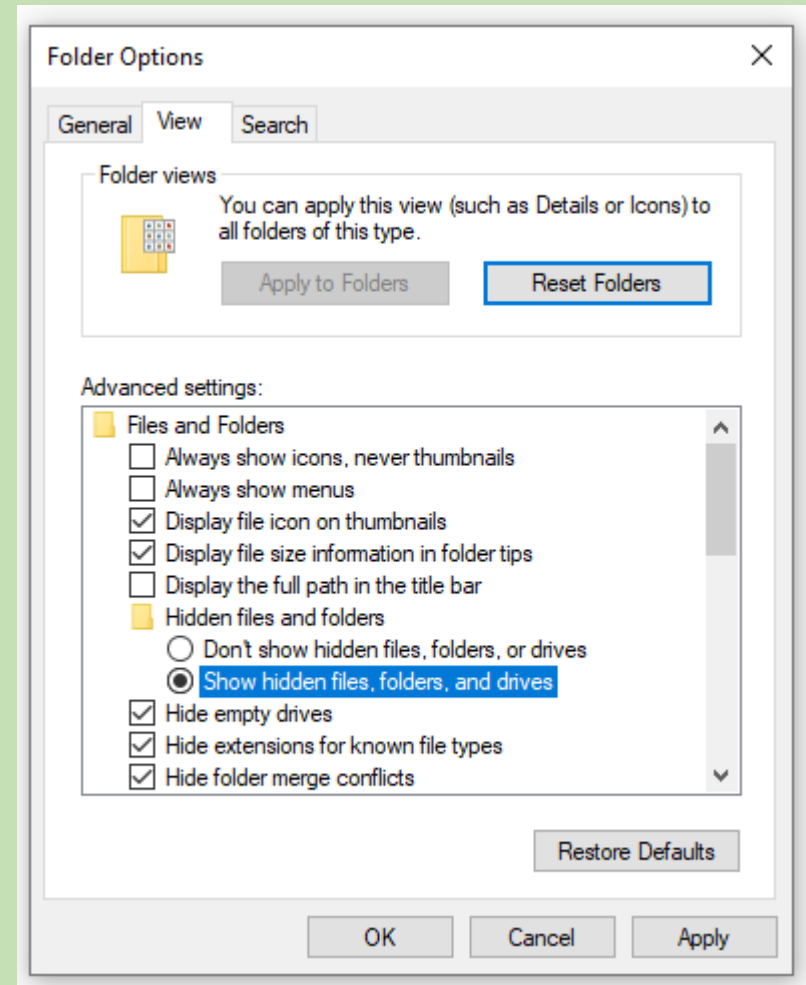 Folder Options
General View Search
Folder views
You can apply this view (such as Details or Icons) to
all folders of this type.
Apply to Folders Reset Folders
Advanced settings:
Files and Folders
Always show icons, never thumbnails
Always show menus
Display file icon on thumbnails
Display file size information in folder tips
Display the full path in the title bar
Hidden files and folders
Don't show hidden files, folders, or drives
Show hidden files, folders, and drives
Hide empty drives
Hide extensions for known file types
Hide folder merge conflicts
Restore Defaults
OK Cancel Apply